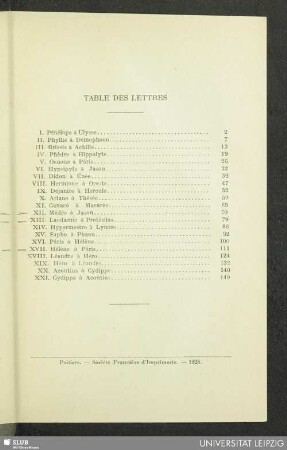 TABLE DES LETTRES
I. Pénélope à Ulysse 2
II. Phyllis à Démophoon 7
III. Briséis à Achille 13
IV. Phèdre à Hippolyte 19
V. Oenone à Pâris 26
VI. Hypsipyle à Jason 32
VII. Didon à Énée 39
VIII. Hermione à Oreste 47
IX. Déjanire à Hercule 52
X. Ariane à Thésée 59
XI. Canacé à Macarée
XII. Médée à Jason 70
XIII. Laodamie à Protésilas 79
XIV. Hypermestre à Lyncée 86
XV. Sapho à Phaon 92
XVI. Pâris à Hélène 100
XVII. Hélène à Pâris
XVIII. Léandre à Héro 124
XIX. Héro à Léandre 132
XX. Acontius à Cydippe 140
XXI. Cydippe à Acontius 149
Poitiers. — Société Française d'Imprimerie. — 1928.
SLUB
UNIVERSITÄT LEIPZIG